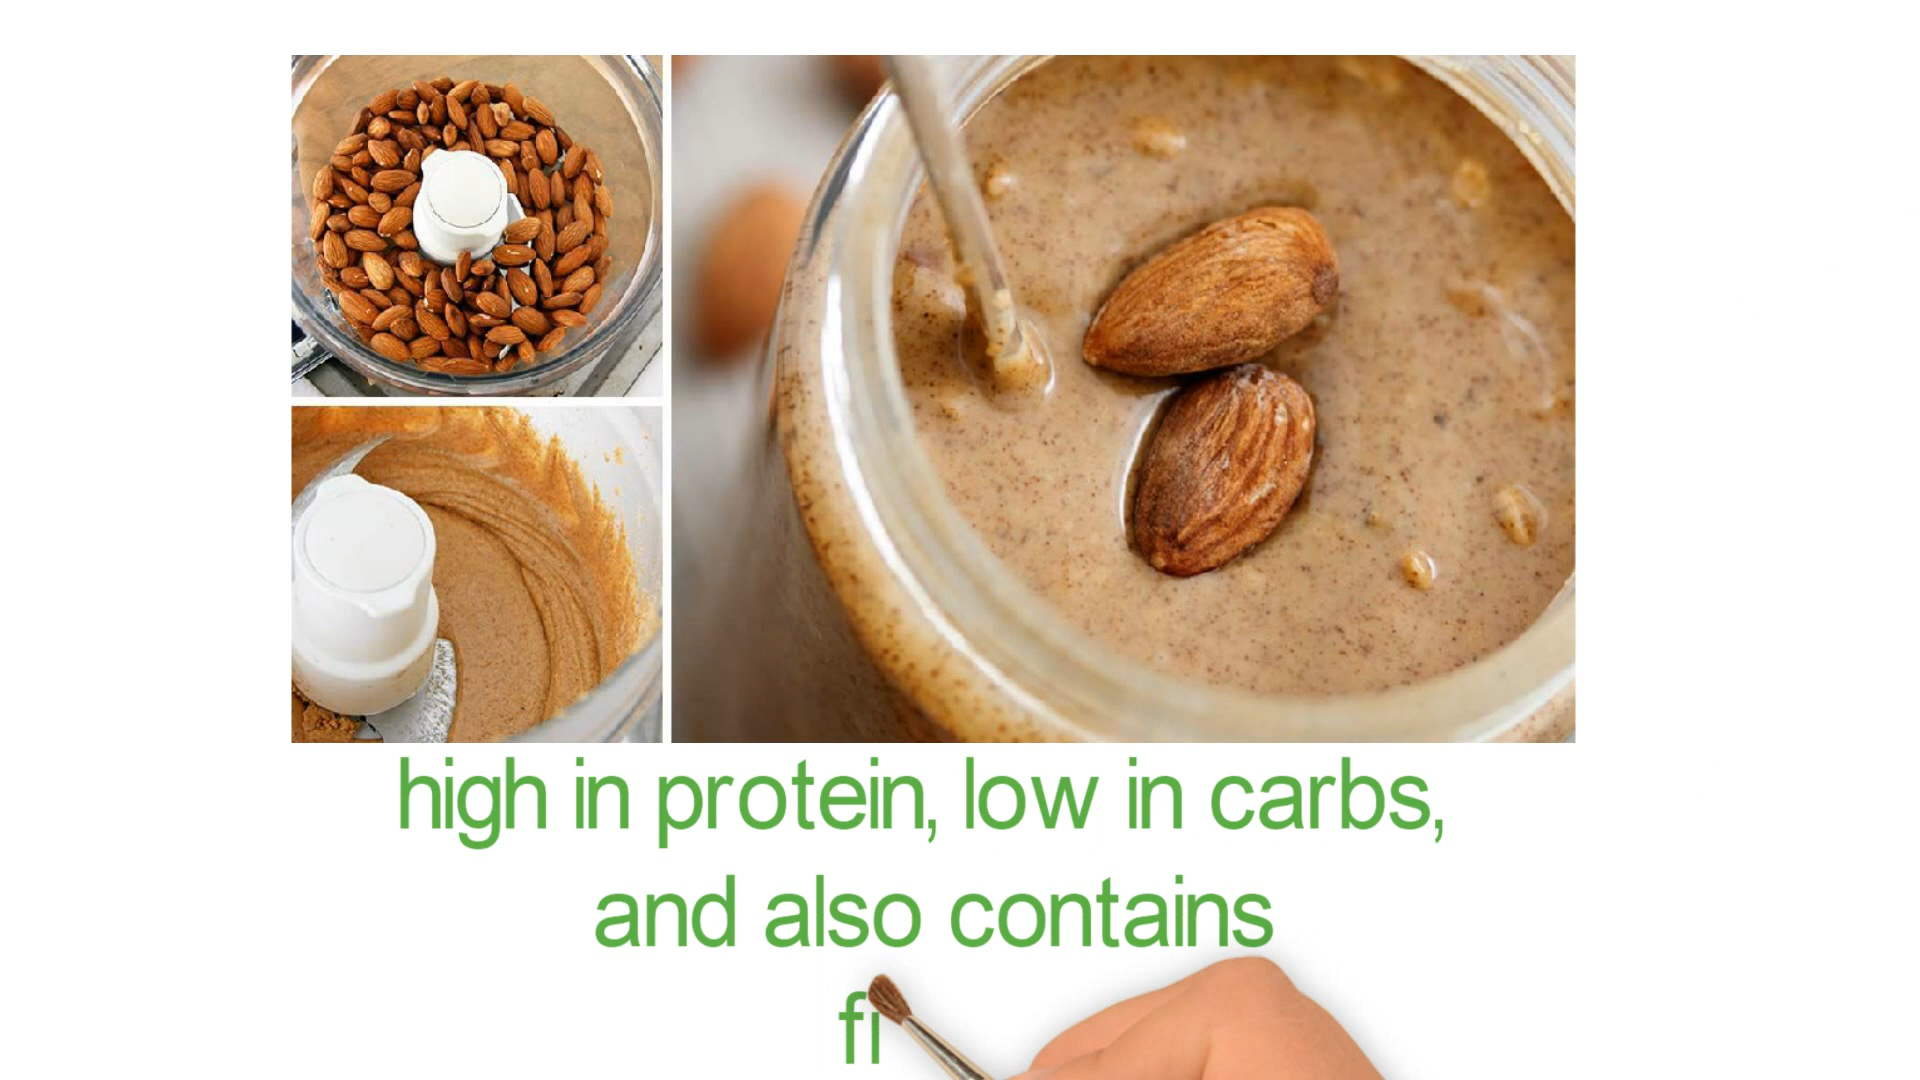 high in protein, low in carbs,
and also contains
fi